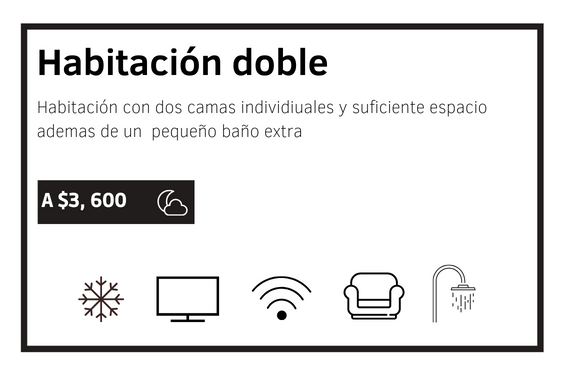 Habitación doble
Habitación con dos camas individiuales y suficiente espacio
ademas de un  pequeño baño extra
A $3, 600